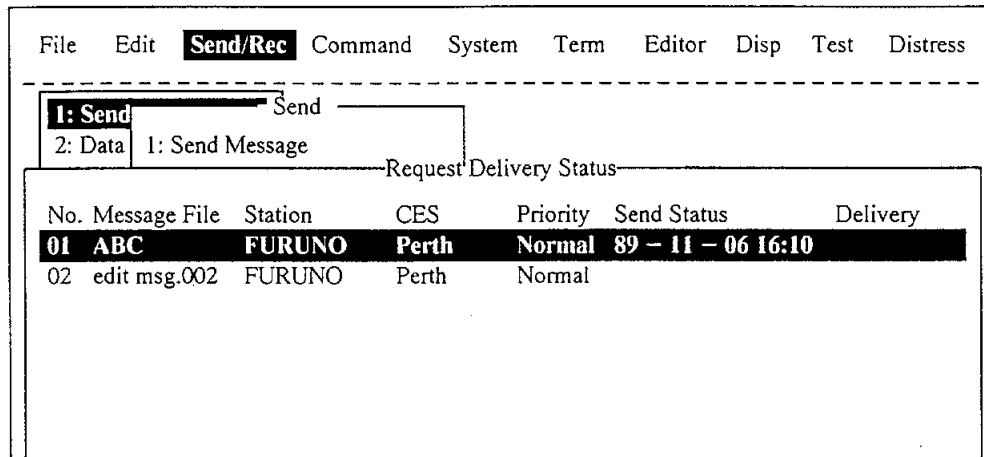 File Edit Send/Rec Command System Term Editor Disp Test Distress
1: Send Send
2: Data 1: Send Message
Request Delivery Status
No. Message File Station CES Priority Send Status Delivery
01 ABC FURUNO Perth Normal 89 – 11 – 06 16:10
02 edit msg.002 FURUNO Perth Normal